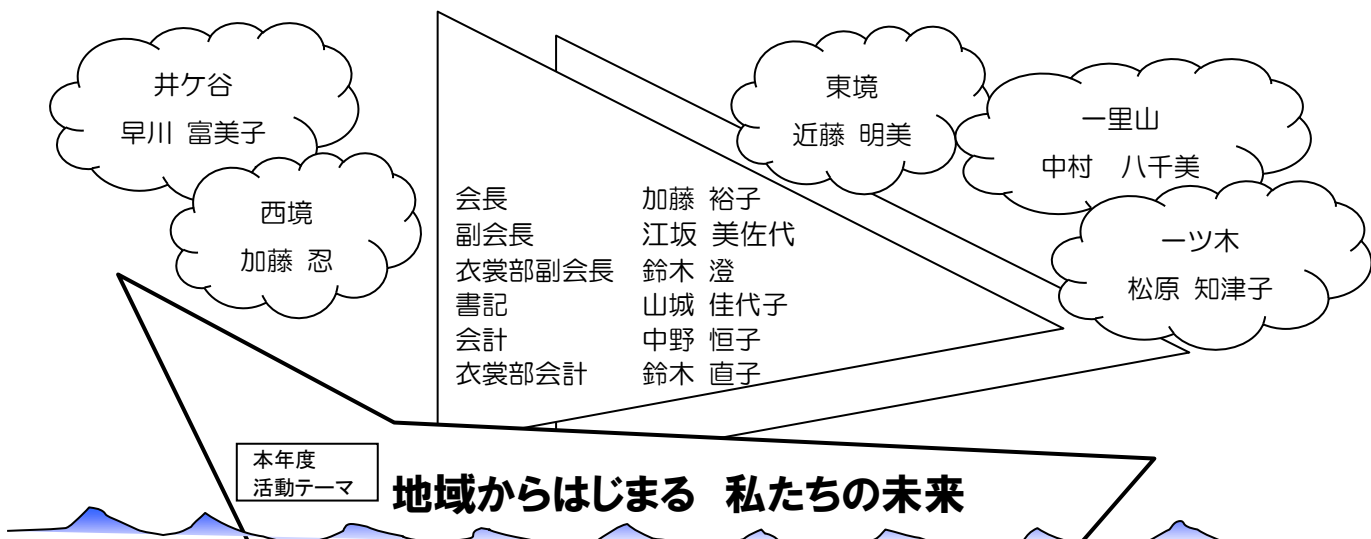 井ケ谷
早川 富美子
西境
加藤 忍
東境
近藤 明美
一里山
中村　八千美
一ツ木
松原 知津子
会長　加藤 裕子
副会長　江坂 美佐代
衣裳部副会長　鈴木 澄
書記　山城 佳代子
会計　中野 恒子
衣裳部会計　鈴木 直子
本年度
活動テーマ
地域からはじまる　私たちの未来